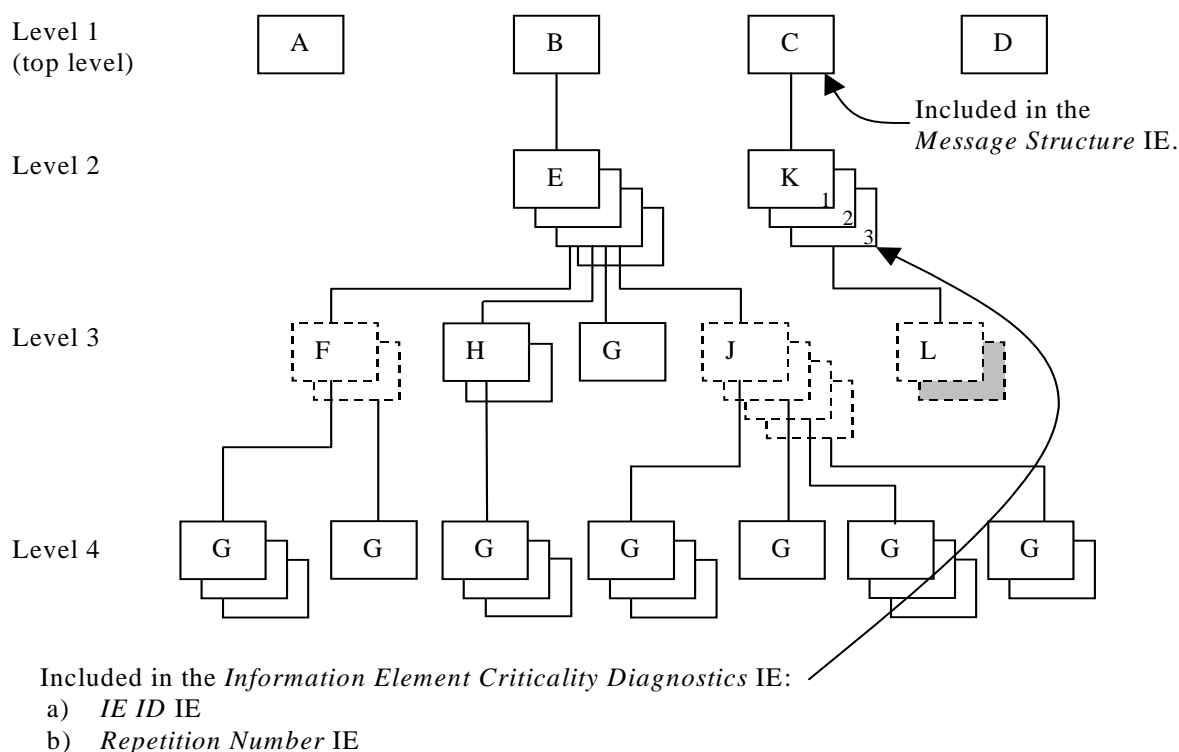 Level 1
(top level)
A
B
C
D
Included in the
Message Structure IE.
Level 2
E
K
1
2
3
Level 3
F
H
G
J
L
Level 4
G
G
G
G
G
G
G
Included in the Information Element Criticality Diagnostics IE:
a) IE ID IE
b) Repetition Number IE